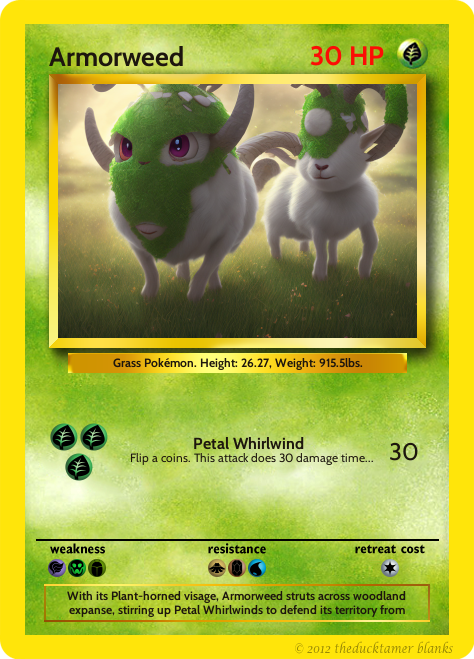 Armorweed
30 HP
Grass Pokémon. Height: 26.27, Weight: 915.5lbs.
Petal Whirlwind
Flip a coins. This attack does 30 damage time...
30
weakness
resistance
retreat cost
With its Plant-horned visage, Armorweed struts across woodland
expanse, stirring up Petal Whirlwinds to defend its territory from
© 2012 theducktamer blanks